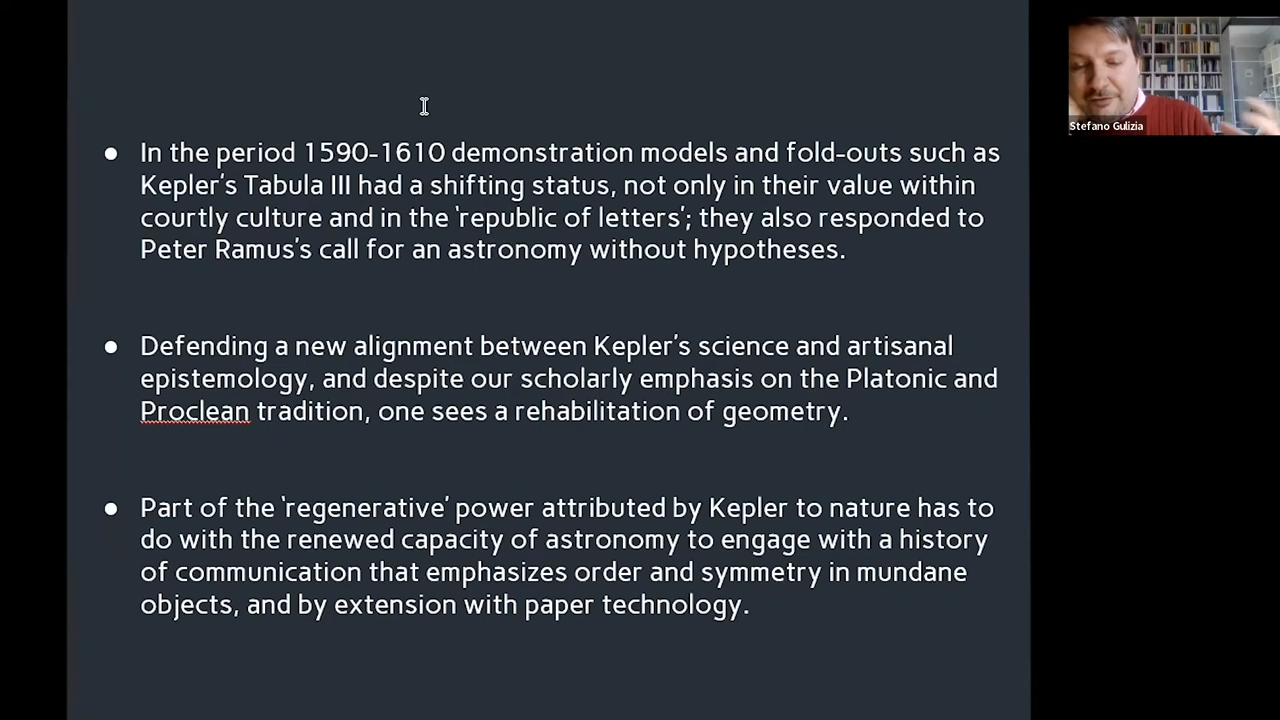 Stefano Gulizia
● In the period 1590-1610 demonstration models and fold-outs such as
Kepler's Tabula III had a shifting status, not only in their value within
courtly culture and in the ‘republic of letters’; they also responded to
Peter Ramus's call for an astronomy without hypotheses.
● Defending a new alignment between Kepler's science and artisanal
epistemology, and despite our scholarly emphasis on the Platonic and
Proclean tradition, one sees a rehabilitation of geometry.
● Part of the ‘regenerative’ power attributed by Kepler to nature has to
do with the renewed capacity of astronomy to engage with a history
of communication that emphasizes order and symmetry in mundane
objects, and by extension with paper technology.